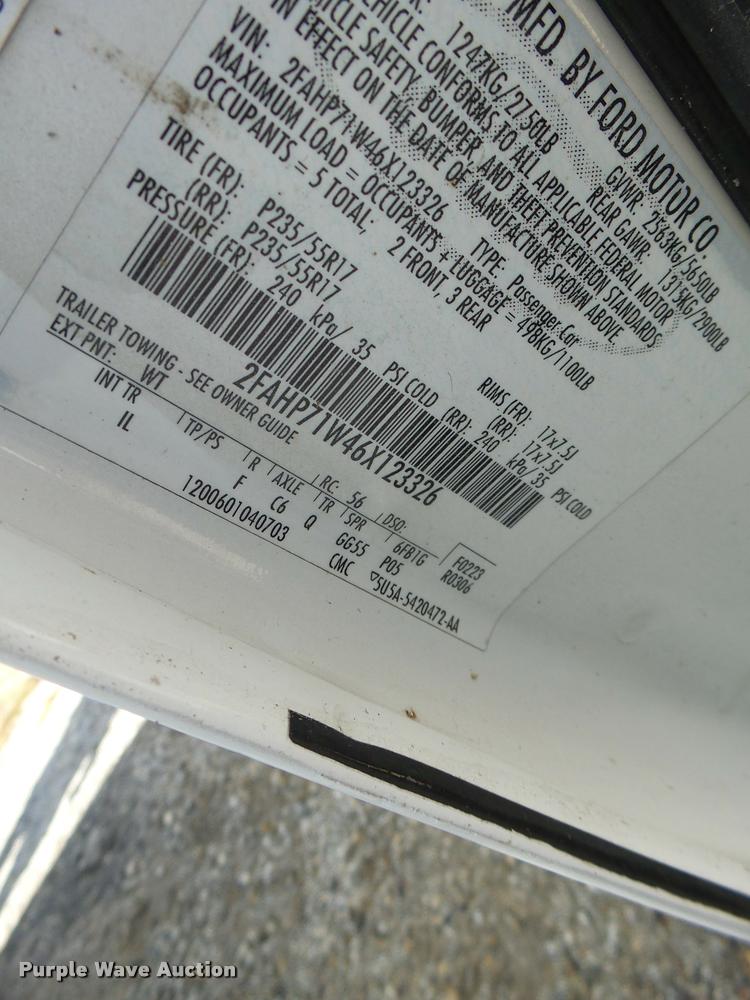 MFD. BY FORD MOTOR CO.
GVWR: 2563KG/5650LB
1247KG/2750LB REAR GAWR: 1315KG/2900LB
VEHICLE CONFORMS TO ALL APPLICABLE FEDERAL MOTOR
VEHICLE SAFETY, BUMPER, AND THEFT PREVENTION STANDARDS
IN EFFECT ON THE DATE OF MANUFACTURE SHOWN ABOVE.
VIN: 2FAHP71W46X123326 TYPE: Passenger Car
MAXIMUM LOAD = OCCUPANTS + LUGGAGE = 498KG/1100LB
OCCUPANTS = 5 TOTAL, 2 FRONT, 3 REAR
TIRE (FR): P235/55R17 RIMS (FR): 17x7.5J
(RR): P235/55R17 (RR): 17x7.5J
PRESSURE (FR): 240 kPa/ 35 PSI COLD (RR): 240 kPa/ 35 PSI COLD
2FAHP71W46X123326
TRAILER TOWING - SEE OWNER GUIDE
EXT PNT: WT RC: 56 DSO: F0223
INT TR TP/PS R AXLE TR SPR 6FB1G R0306
IL F C6 Q GG55 P05
1200601040703 CMC ▽5U5A-5420472-AA
Purple Wave Auction